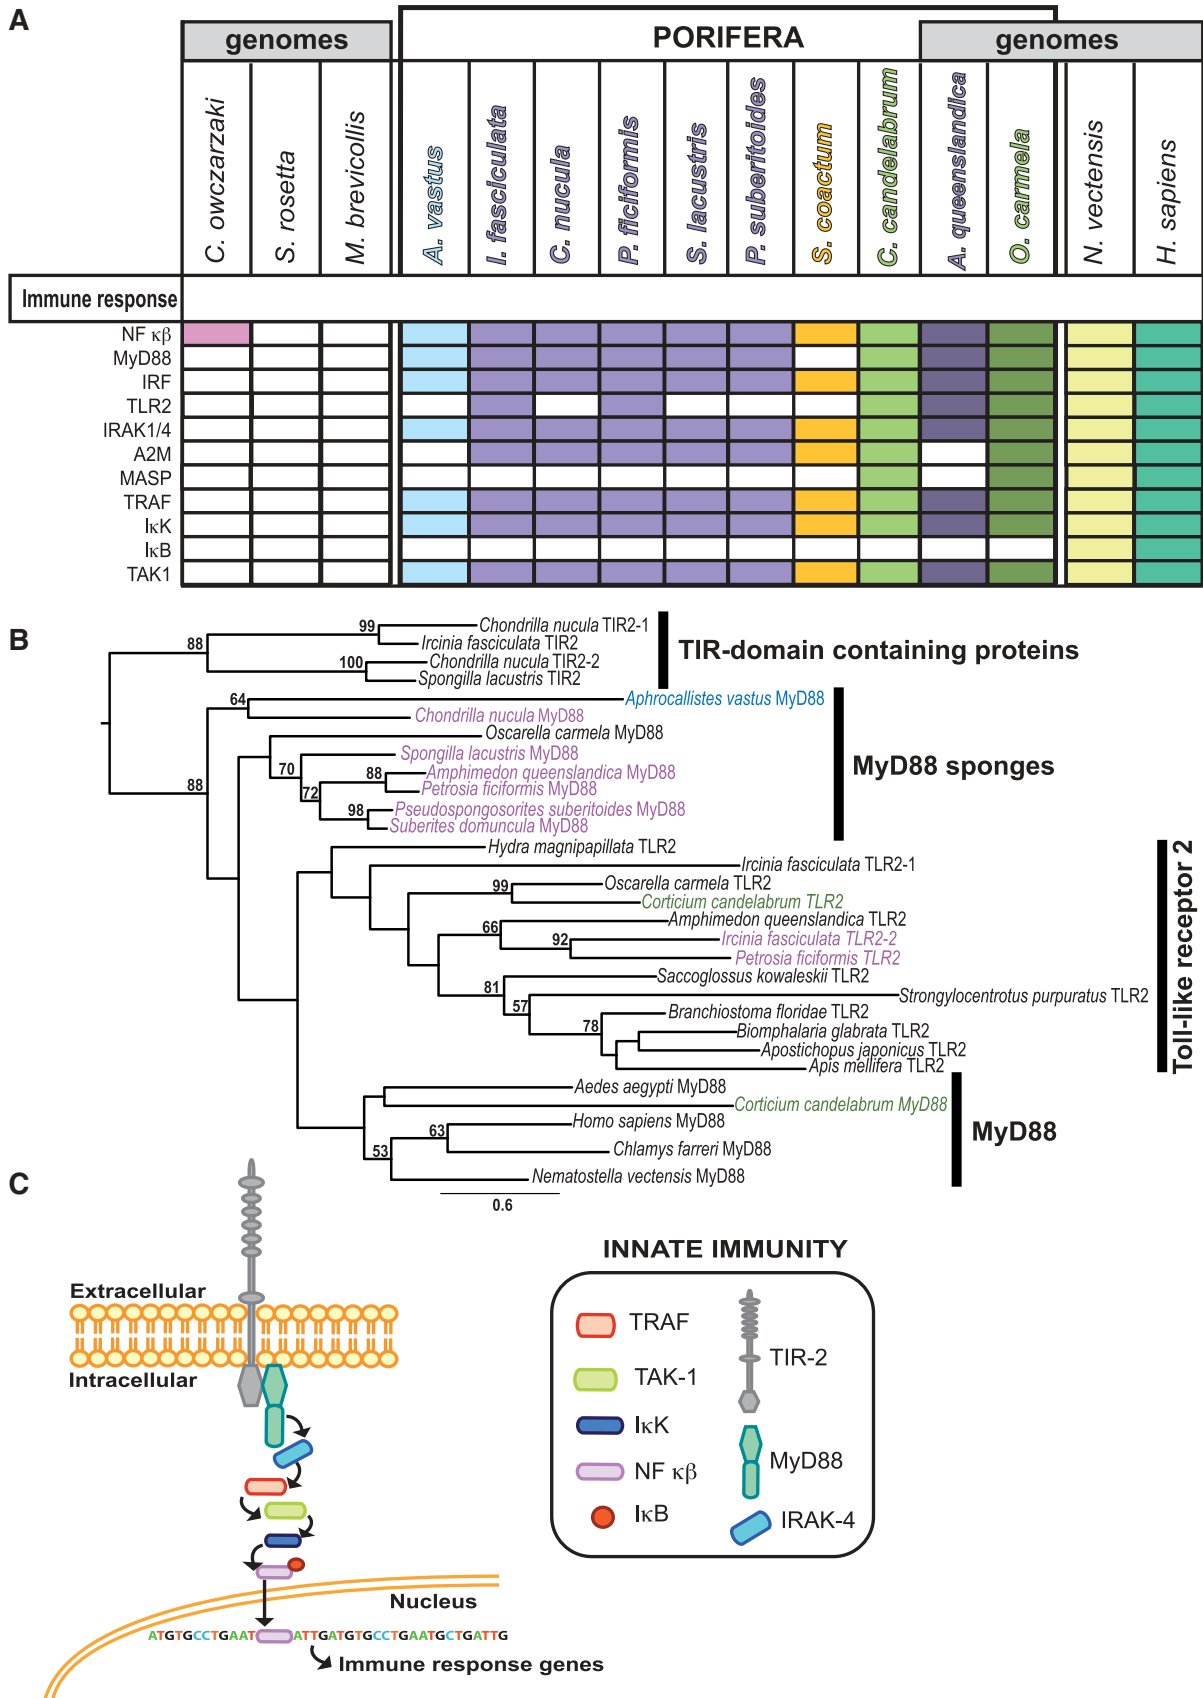 A
genomes
PORIFERA
genomes
C. owczarzaki
S. rosetta
M. brevicollis
A. vastus
I. fasciculata
C. nucula
P. ficiformis
S. lacustris
P. suberitoides
S. coactum
C. candelabrum
A. queenslandica
O. carmela
N. vectensis
H. sapiens
Immune response
NF κβ
MyD88
IRF
TLR2
IRAK1/4
A2M
MASP
TRAF
IκK
IκB
TAK1
B
99
Chondrilla nucula TIR2-1
88
Ircinia fasciculata TIR2
100
Chondrilla nucula TIR2-2
Spongilla lacustris TIR2
TIR-domain containing proteins
64
Aphrocallistes vastus MyD88
Chondrilla nucula MyD88
Oscarella carmela MyD88
Spongilla lacustris MyD88
70
88
Amphimedon queenslandica MyD88
88
Petrosia ficiformis MyD88
72
98
Pseudospongosorites suberitoides MyD88
Suberites domuncula MyD88
MyD88 sponges
Hydra magnipapillata TLR2
Ircinia fasciculata TLR2-1
99
Oscarella carmela TLR2
Corticium candelabrum TLR2
66
Amphimedon queenslandica TLR2
92
Ircinia fasciculata TLR2-2
Petrosia ficiformis TLR2
81
Saccoglossus kowaleskii TLR2
57
Strongylocentrotus purpuratus TLR2
78
Branchiostoma floridae TLR2
Biomphalaria glabrata TLR2
Apostichopus japonicus TLR2
Apis mellifera TLR2
Toll-like receptor 2
Aedes aegypti MyD88
Corticium candelabrum MyD88
63
Homo sapiens MyD88
53
Chlamys farreri MyD88
Nematostella vectensis MyD88
MyD88
0.6
C
Extracellular
Intracellular
Nucleus
ATGTGCCTGAAT ATTGATGTGCCTGAATGCTGATTG
Immune response genes
INNATE IMMUNITY
TRAF
TAK-1
IκK
NF κβ
IκB
TIR-2
MyD88
IRAK-4